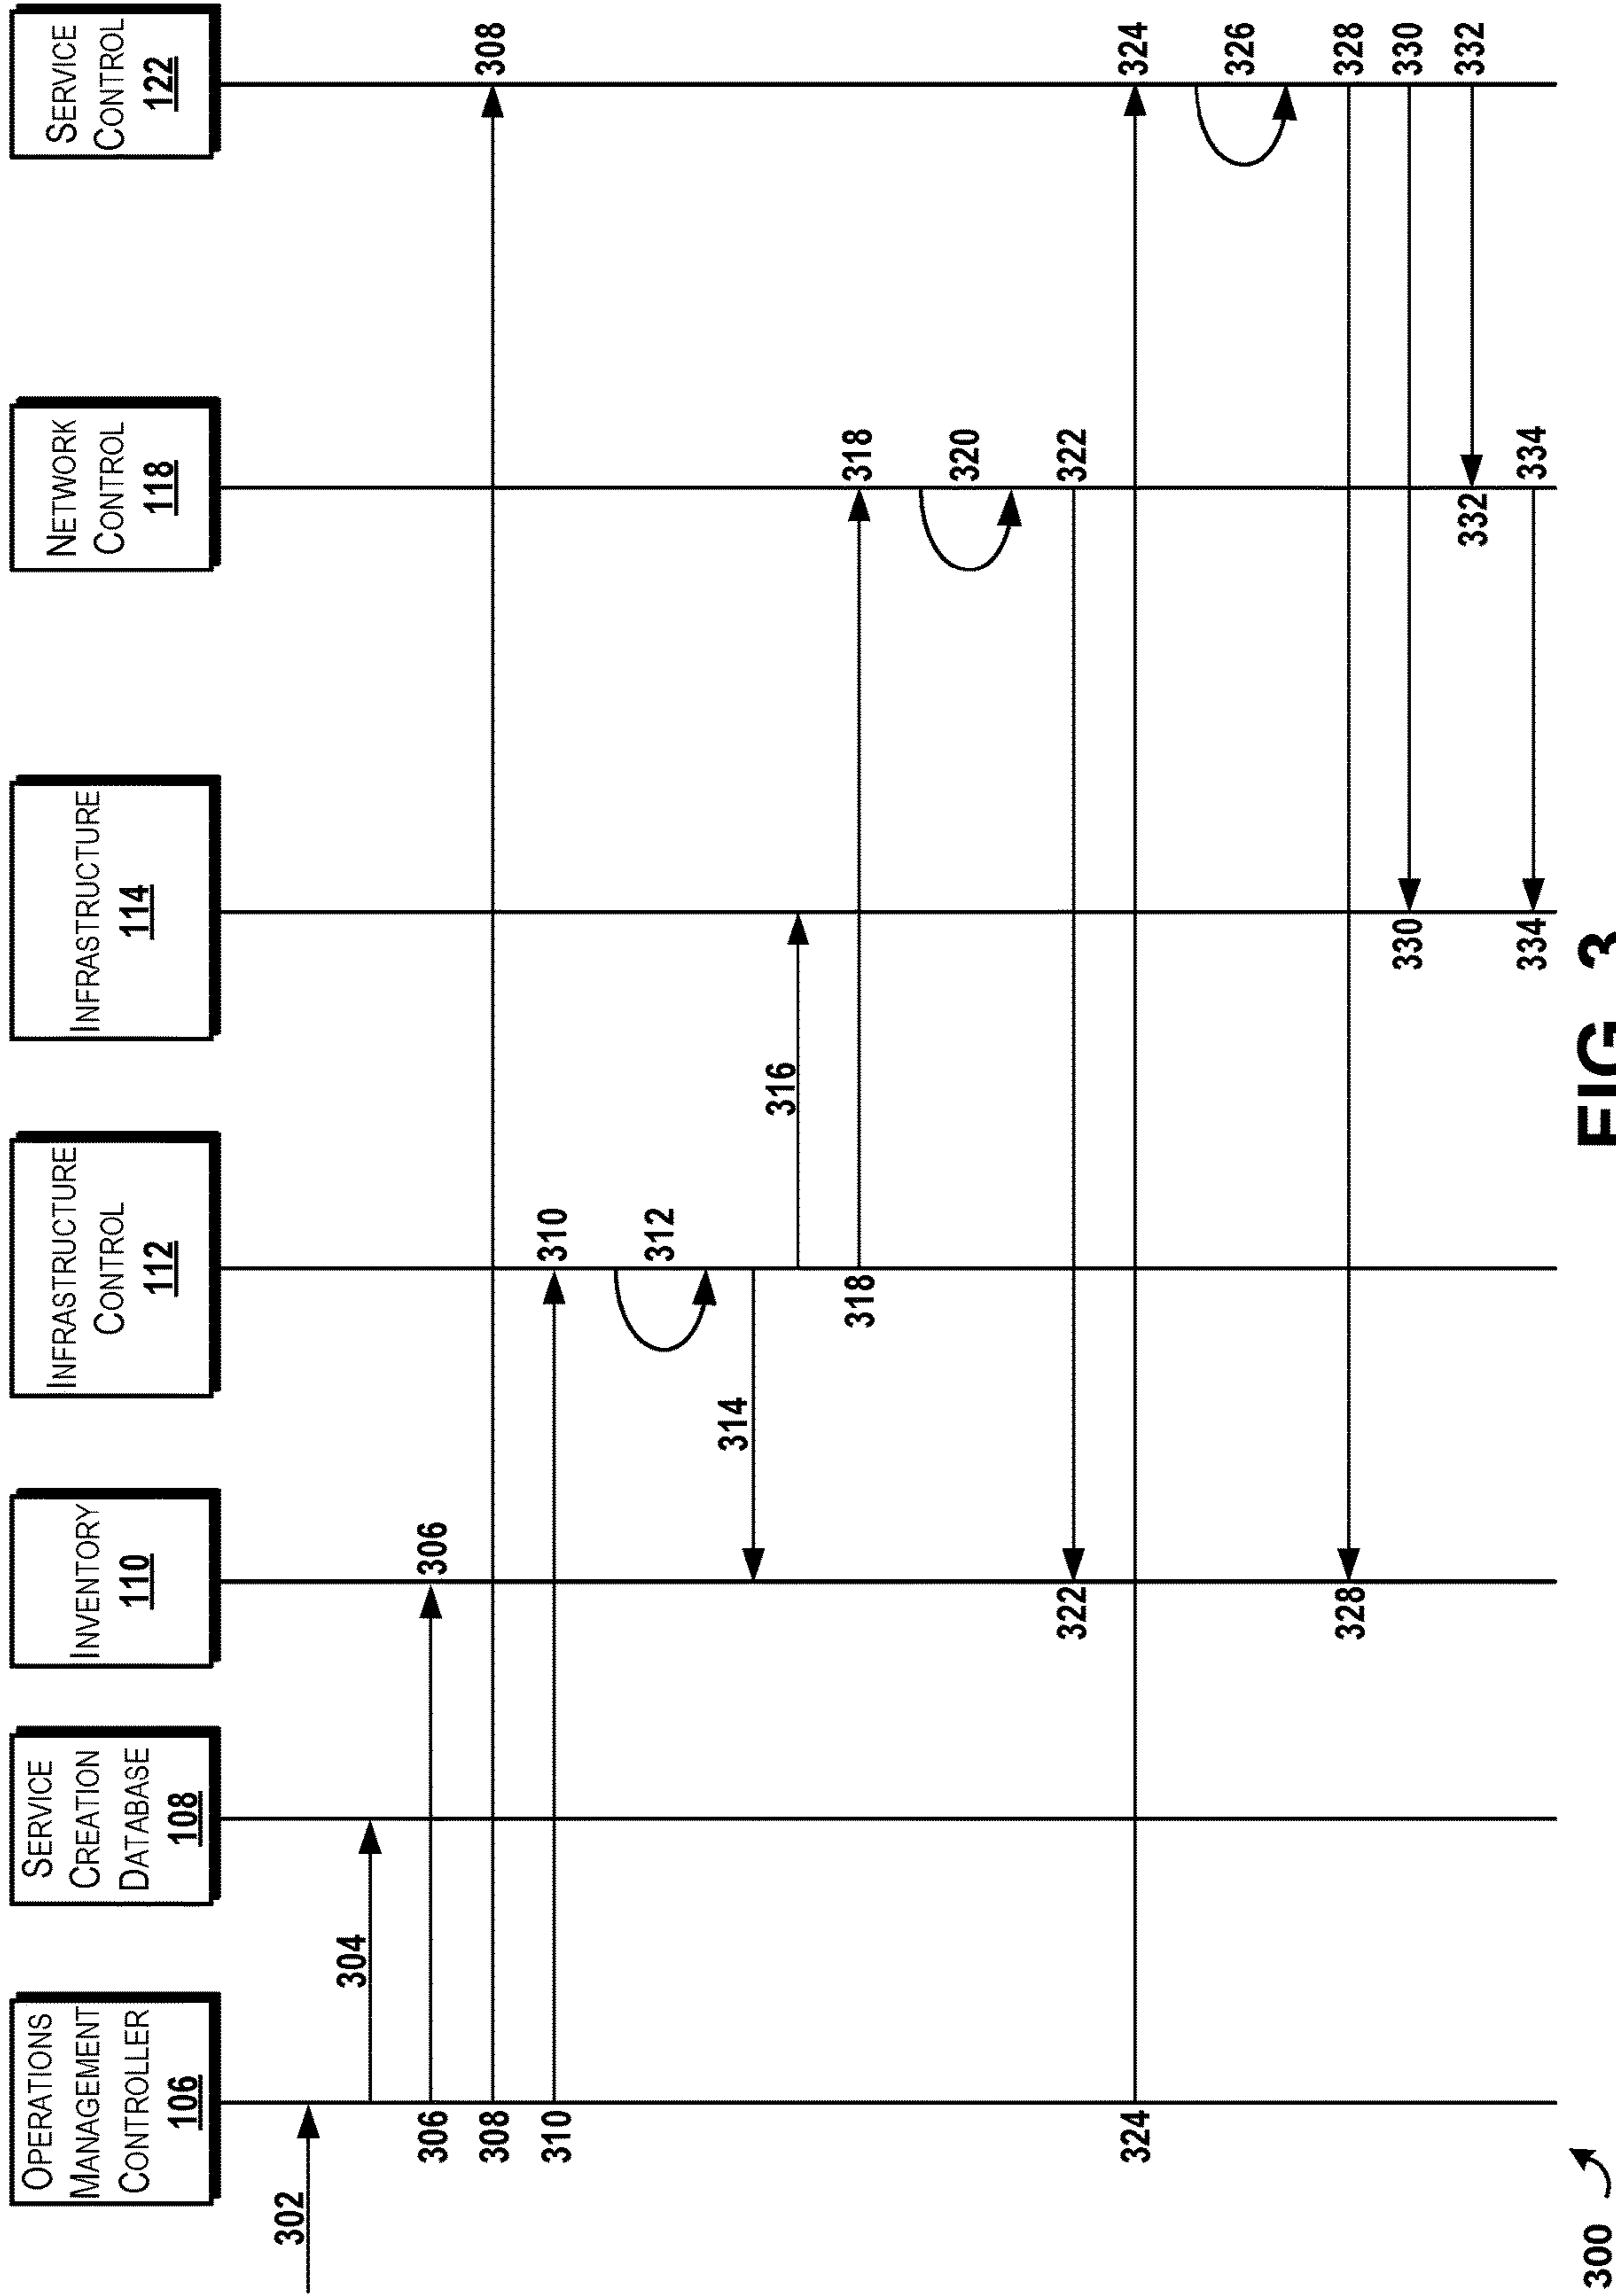 OPERATIONS
MANAGEMENT
CONTROLLER
106
SERVICE
CREATION
DATABASE
108
INVENTORY
110
INFRASTRUCTURE
CONTROL
112
INFRASTRUCTURE
114
NETWORK
CONTROL
118
SERVICE
CONTROL
122
302
304
306
306
308
308
310
310
312
314
316
318
318
320
322
322
324
324
326
328
328
330
330
332
332
334
334
300
FIG. 3